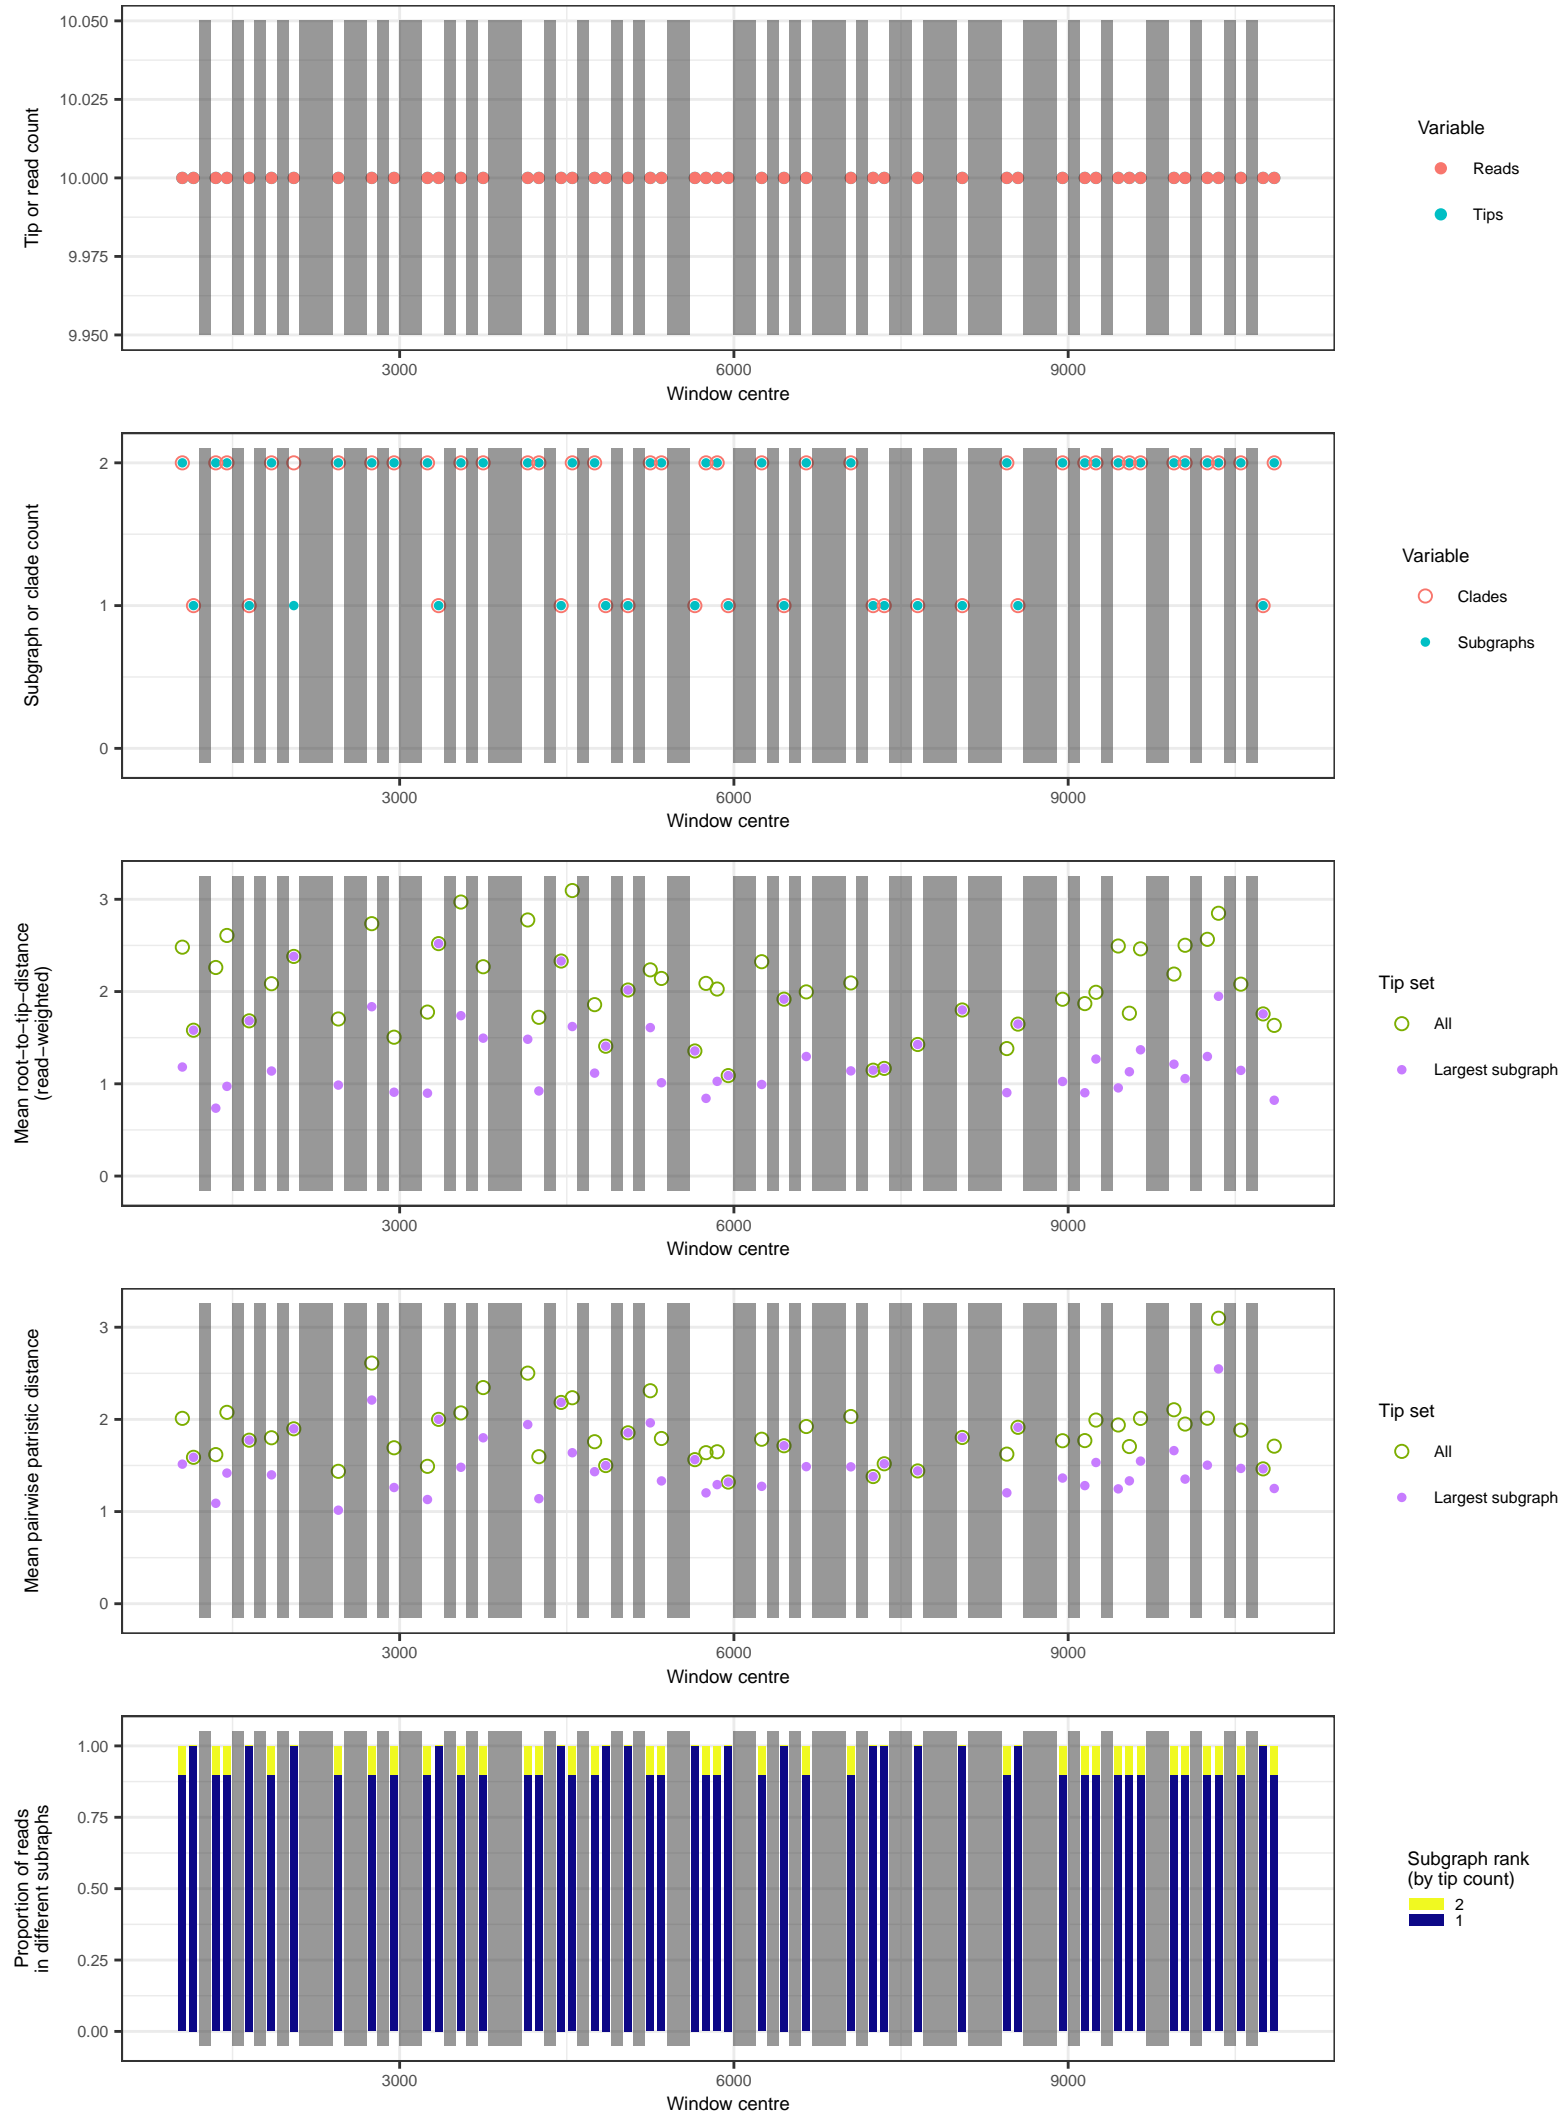 10.050
10.025
10.000
9.975
9.950
Tip or read count
3000
6000
9000
Window centre
Variable
Reads
Tips
2
1
0
Subgraph or clade count
3000
6000
9000
Window centre
Variable
Clades
Subgraphs
3
2
1
0
Mean root−to−tip−distance
(read−weighted)
3000
6000
9000
Window centre
Tip set
All
Largest subgraph
3
2
1
0
Mean pairwise patristic distance
3000
6000
9000
Window centre
Tip set
All
Largest subgraph
1.00
0.75
0.50
0.25
0.00
Proportion of reads
in different subraphs
3000
6000
9000
Window centre
Subgraph rank
(by tip count)
2
1